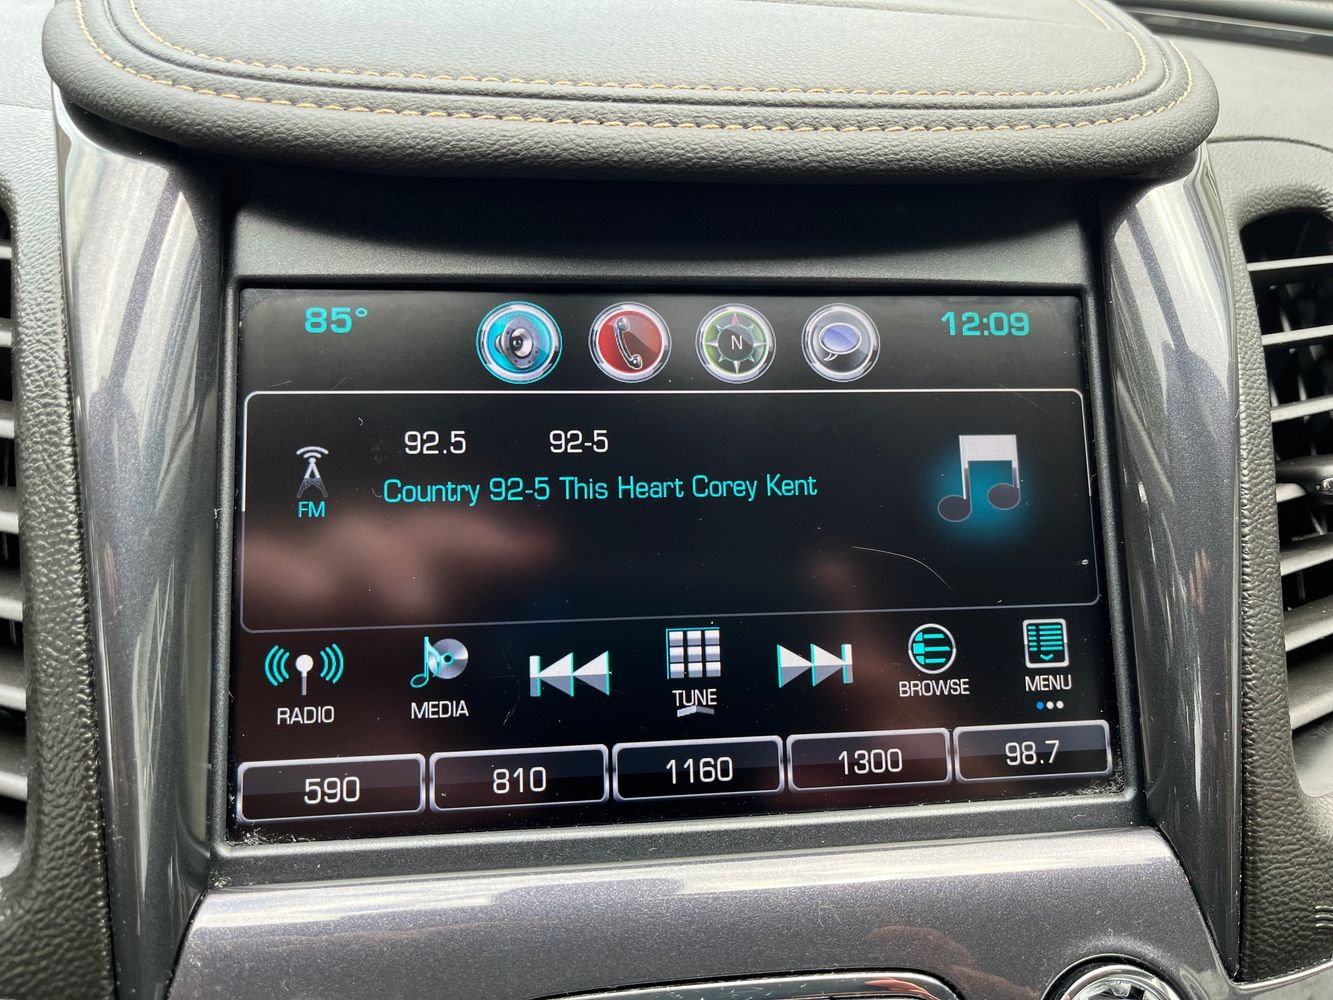 85° N 12:09
92.5 92-5
FM Country 92-5 This Heart Corey Kent
RADIO MEDIA TUNE BROWSE MENU
590 810 1160 1300 98.7